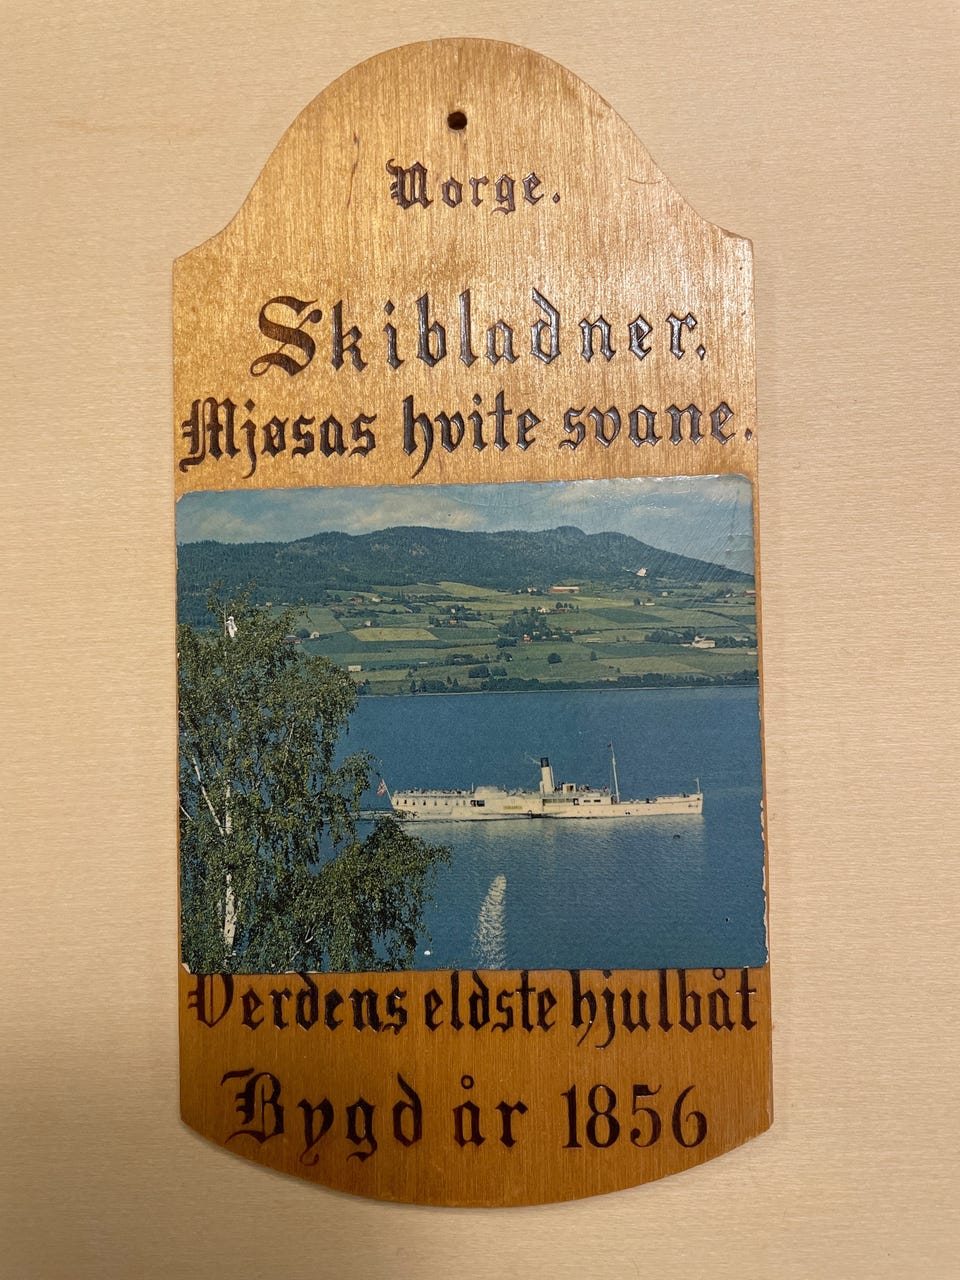 Norge.
Skibladner.
Mjøsas hvite svane.
Verdens eldste hjulbåt
Bygd år 1856